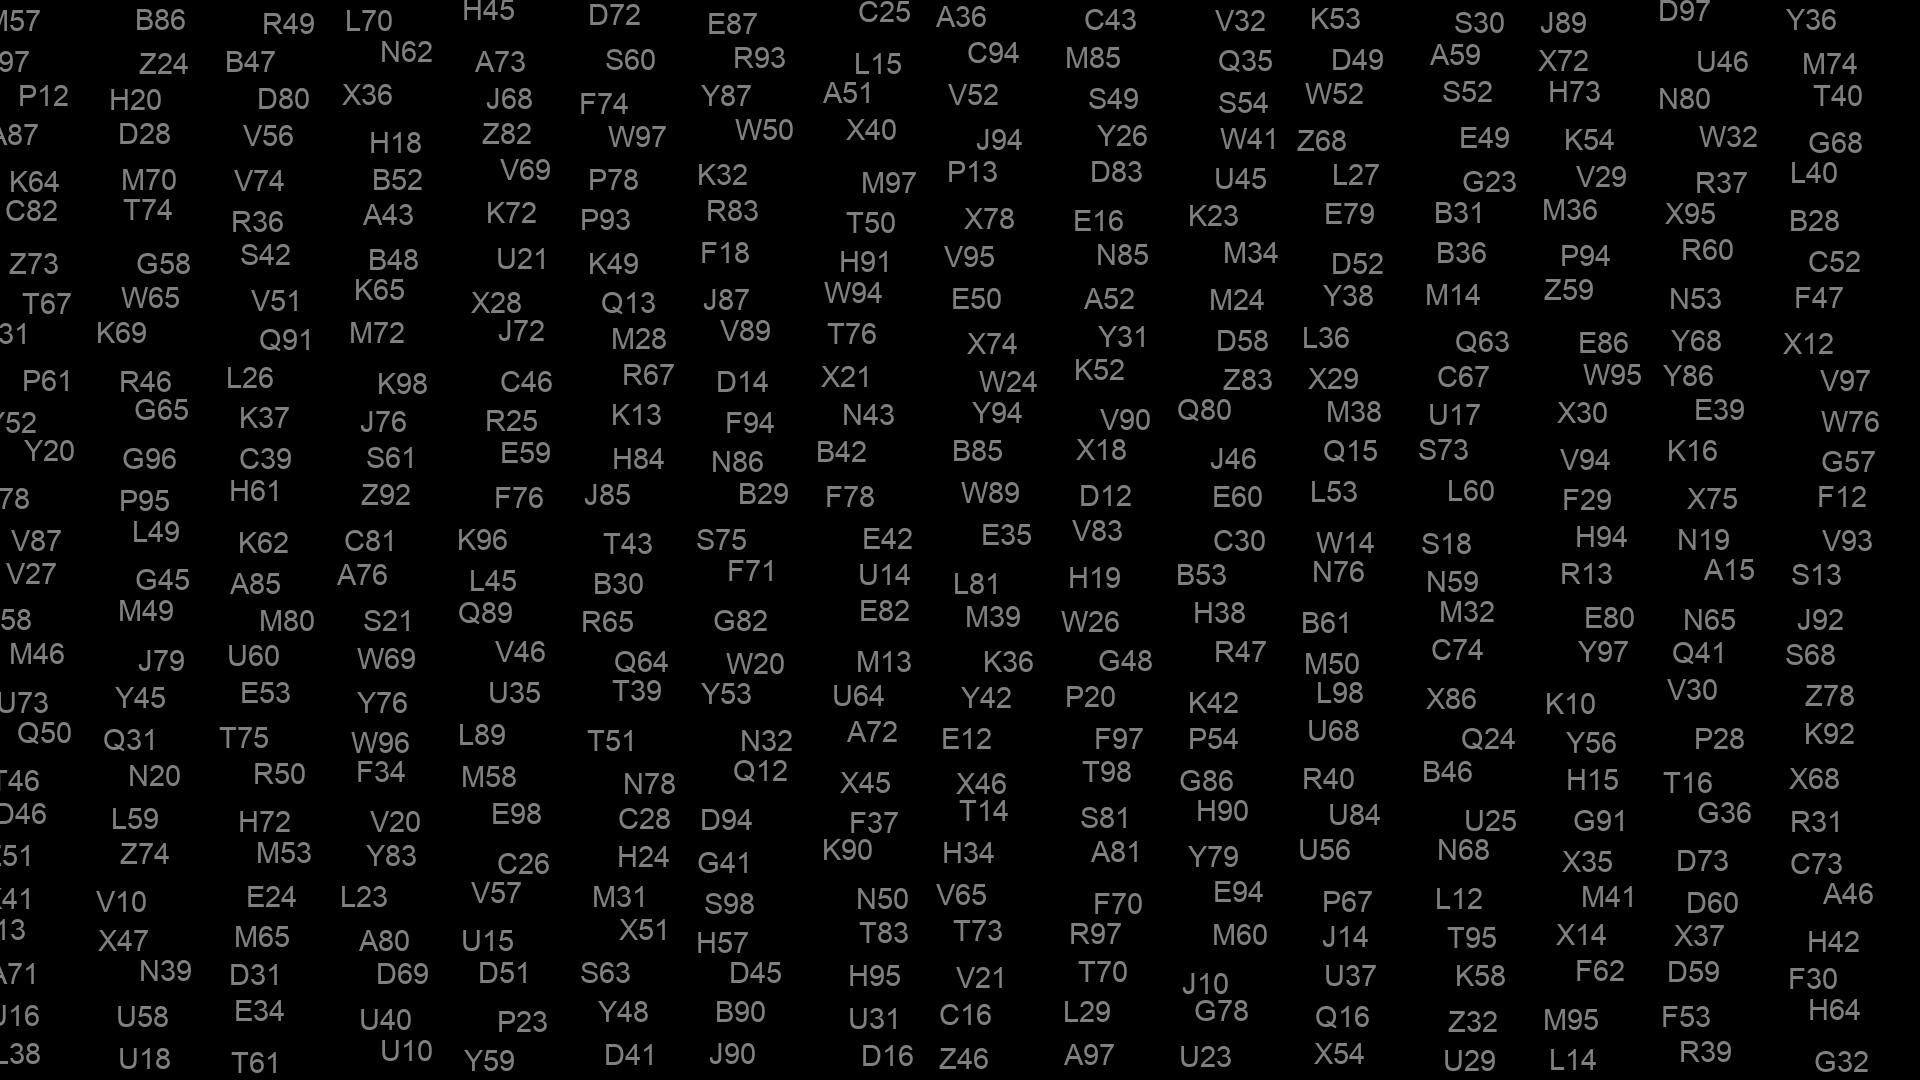 B86 R49 L70 H45 D72 E87 C25 A36 C43 V32 K53 S30 J89 D97 Y36
Z24 B47 N62 A73 S60 R93 L15 C94 M85 Q35 D49 A59 X72 U46 M74
P12 H20 D80 X36 J68 F74 Y87 A51 V52 S49 S54 W52 S52 H73 N80 T40
A87 D28 V56 H18 Z82 W97 W50 X40 J94 Y26 W41 Z68 E49 K54 W32 G68
K64 M70 V74 B52 V69 P78 K32 M97 P13 D83 U45 L27 G23 V29 R37 L40
C82 T74 R36 A43 K72 P93 R83 T50 X78 E16 K23 E79 B31 M36 X95 B28
Z73 G58 S42 B48 U21 K49 F18 H91 V95 N85 M34 D52 B36 P94 R60 C52
T67 W65 V51 K65 X28 Q13 J87 W94 E50 A52 M24 Y38 M14 Z59 N53 F47
K69 Q91 M72 J72 M28 V89 T76 X74 Y31 D58 L36 Q63 E86 Y68 X12
P61 R46 L26 K98 C46 R67 D14 X21 W24 K52 Z83 X29 C67 W95 Y86 V97
Y52 G65 K37 J76 R25 K13 F94 N43 Y94 V90 Q80 M38 U17 X30 E39 W76
Y20 G96 C39 S61 E59 H84 N86 B42 B85 X18 J46 Q15 S73 V94 K16 G57
P95 H61 Z92 F76 J85 B29 F78 W89 D12 E60 L53 L60 F29 X75 F12
V87 L49 K62 C81 K96 T43 S75 E42 E35 V83 C30 W14 S18 H94 N19 V93
V27 G45 A85 A76 L45 B30 F71 U14 L81 H19 B53 N76 N59 R13 A15 S13
M49 M80 S21 Q89 R65 G82 E82 M39 W26 H38 B61 M32 E80 N65 J92
M46 J79 U60 W69 V46 Q64 W20 M13 K36 G48 R47 M50 C74 Y97 Q41 S68
U73 Y45 E53 Y76 U35 T39 Y53 U64 Y42 P20 K42 L98 X86 K10 V30 Z78
Q50 Q31 T75 W96 L89 T51 N32 A72 E12 F97 P54 U68 Q24 Y56 P28 K92
T46 N20 R50 F34 M58 N78 Q12 X45 X46 T98 G86 R40 B46 H15 T16 X68
D46 L59 H72 V20 E98 C28 D94 F37 T14 S81 H90 U84 U25 G91 G36 R31
Z74 M53 Y83 C26 H24 G41 K90 H34 A81 Y79 U56 N68 X35 D73 C73
V10 E24 L23 V57 M31 S98 N50 V65 F70 E94 P67 L12 M41 D60 A46
X47 M65 A80 U15 X51 H57 T83 T73 R97 M60 J14 T95 X14 X37 H42
A71 N39 D31 D69 D51 S63 D45 H95 V21 T70 J10 U37 K58 F62 D59 F30
U16 U58 E34 U40 P23 Y48 B90 U31 C16 L29 G78 Q16 Z32 M95 F53 H64
L38 U18 T61 U10 Y59 D41 J90 D16 Z46 A97 U23 X54 U29 L14 R39 G32